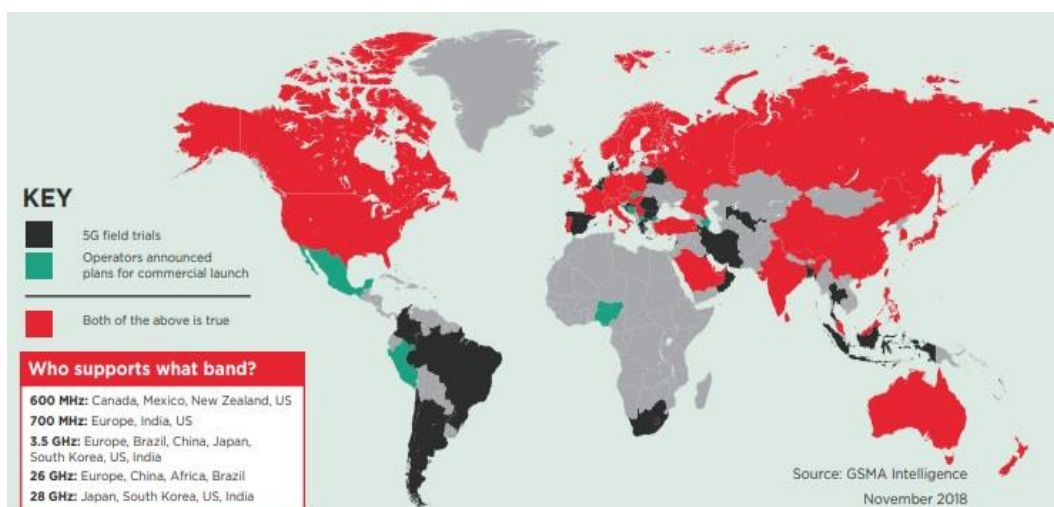 KEY
5G field trials
Operators announced
plans for commercial launch
Both of the above is true
Who supports what band?
600 MHz: Canada, Mexico, New Zealand, US
700 MHz: Europe, India, US
3.5 GHz: Europe, Brazil, China, Japan,
South Korea, US, India
26 GHz: Europe, China, Africa, Brazil
28 GHz: Japan, South Korea, US, India
Source: GSMA Intelligence
November 2018